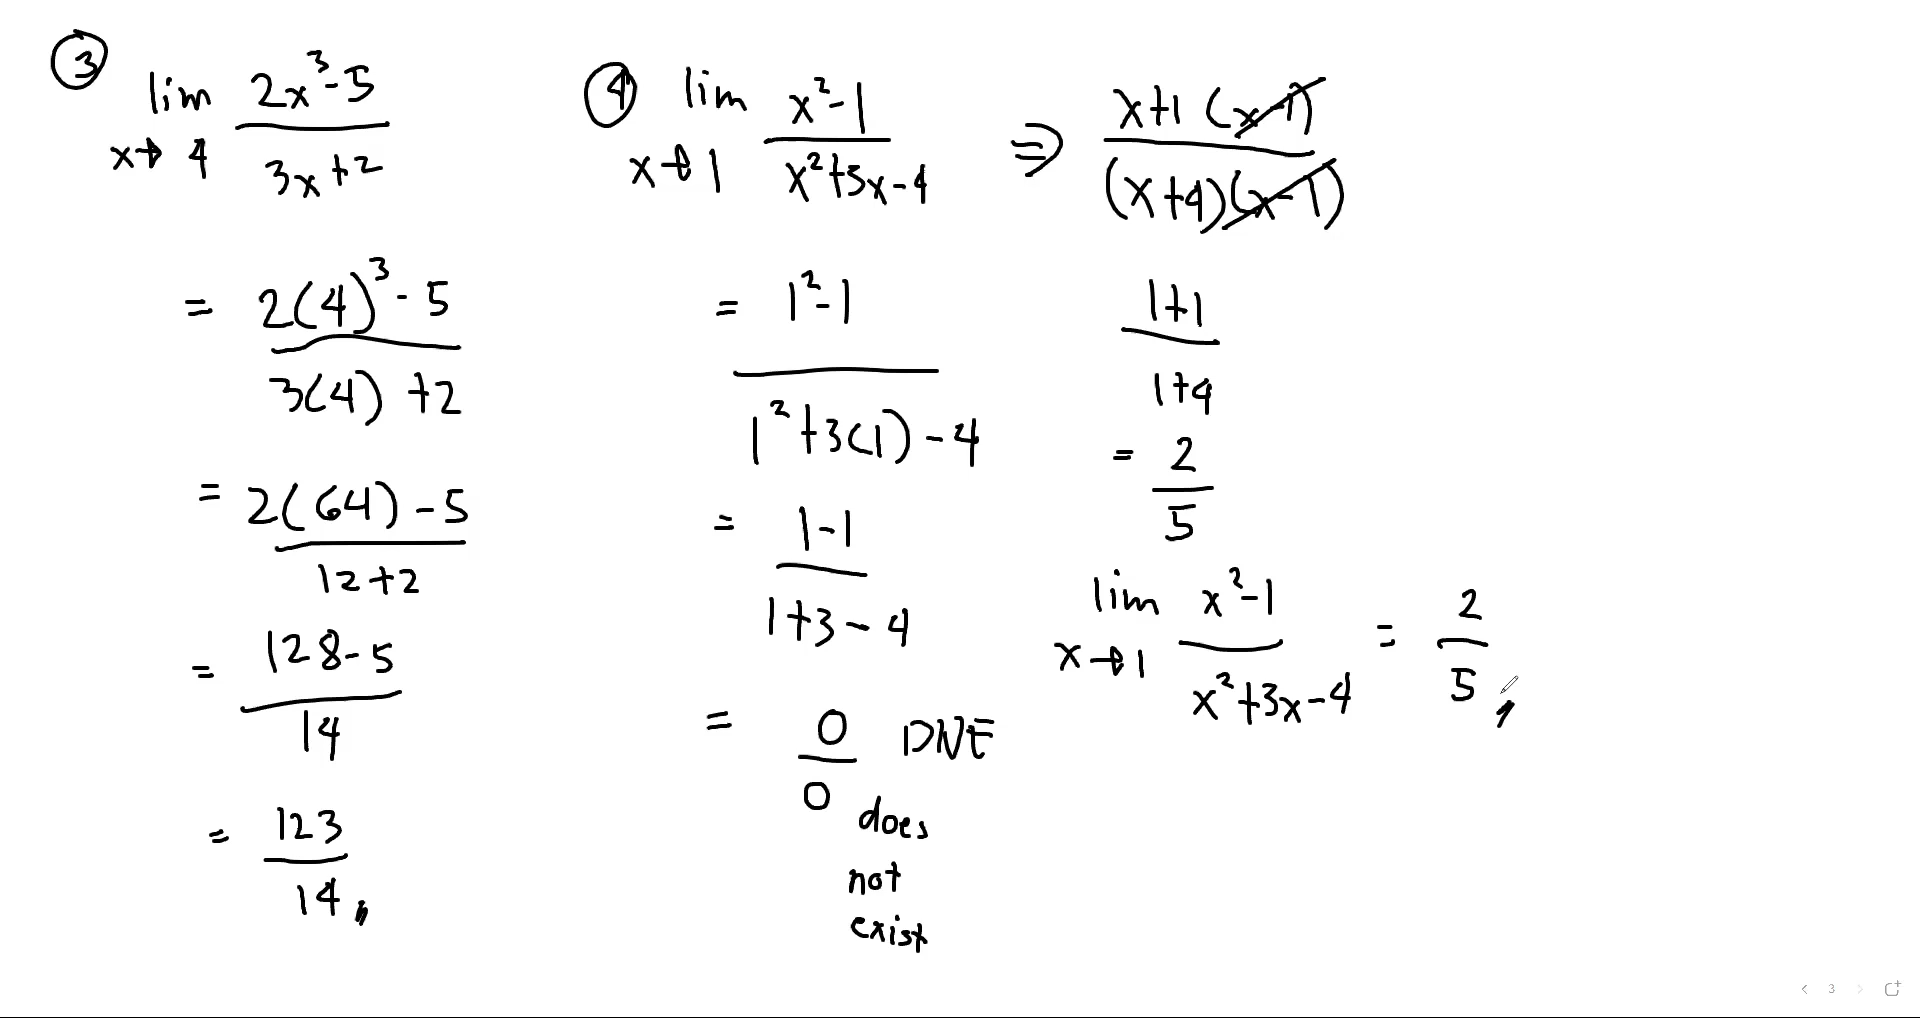 ③
lim 2x³-5
x→4 3x+2
= 2(4)³-5
3(4)+2
= 2(64)-5
12+2
= 128-5
14
= 123
14
④
lim x²-1
x→1 x²+3x-4
= 1²-1
1²+3(1)-4
= 1-1
1+3-4
= 0 DNE
0
does
not
exist
⇒ x+1(x-1)
(x+4)(x-1)
1+1
1+4
= 2
5
lim x²-1 = 2
x→1 x²+3x-4 5
3